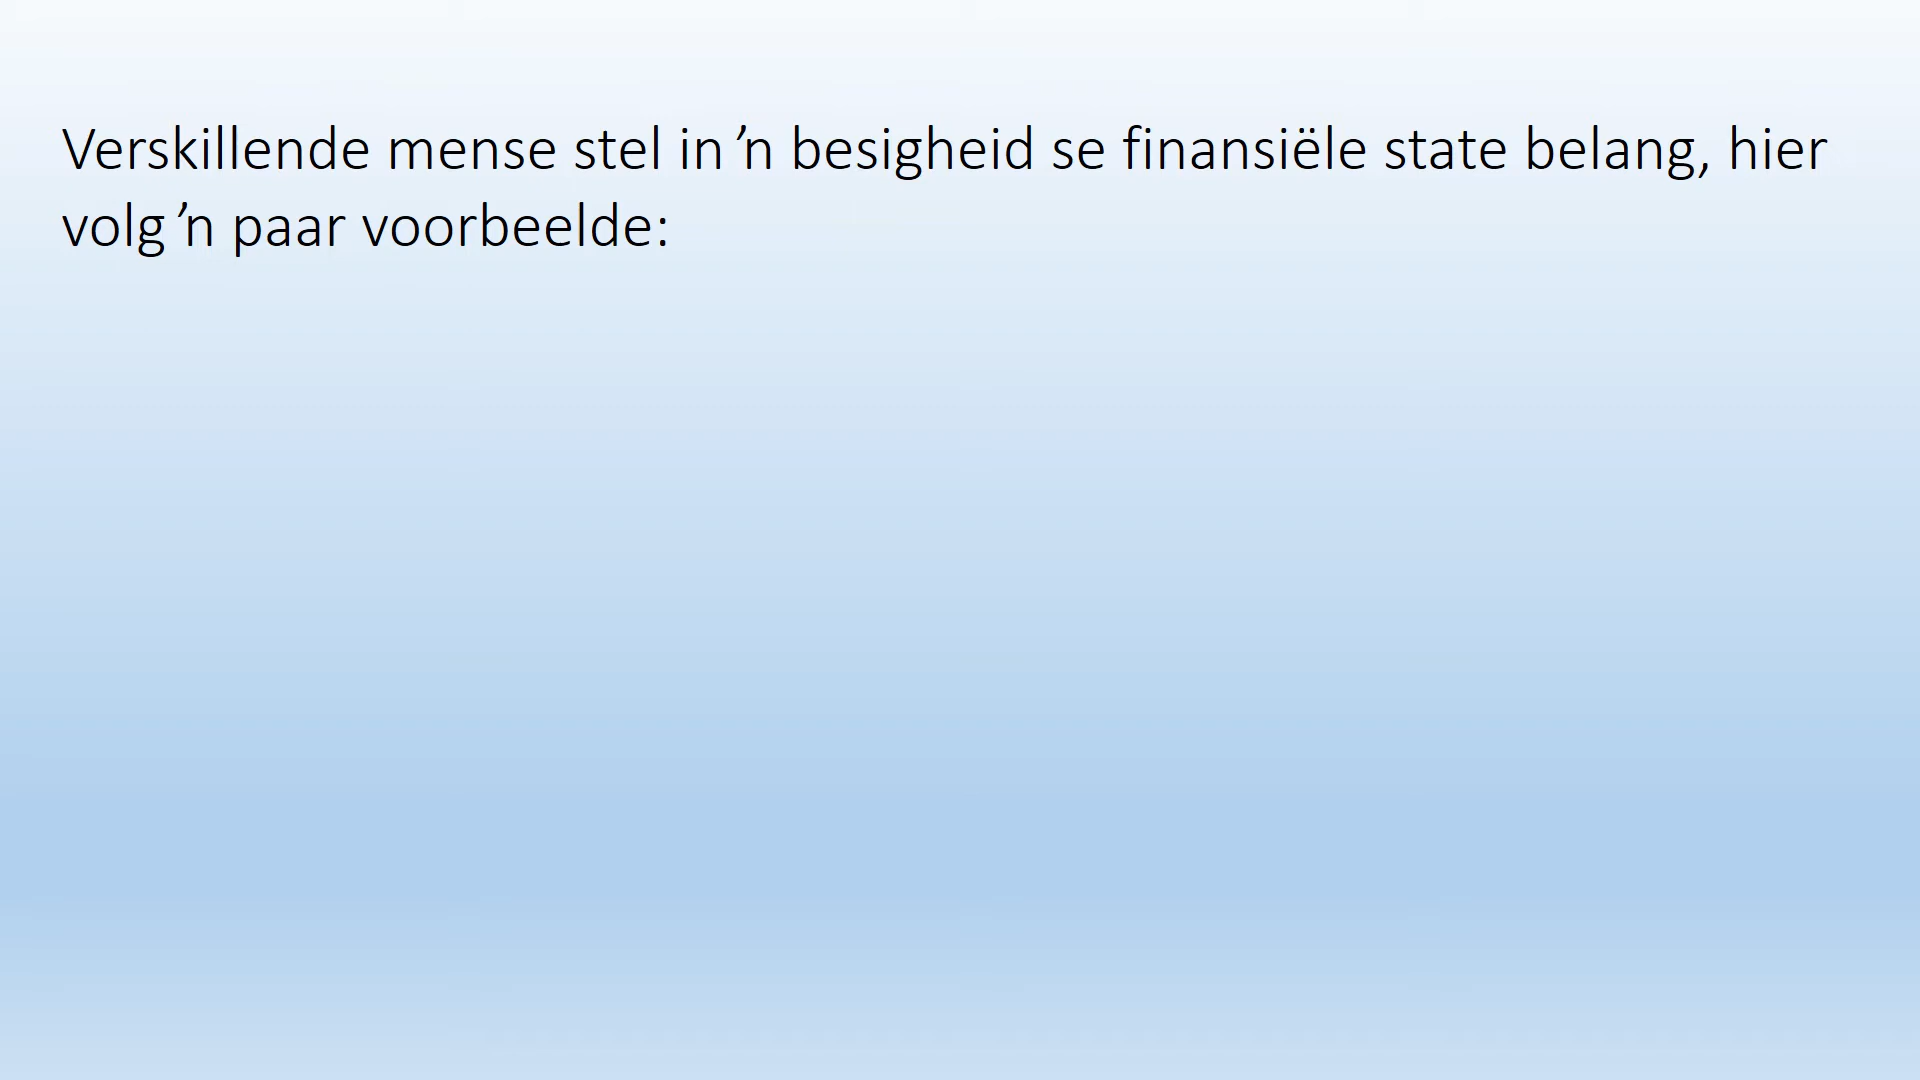 Verskillende mense stel in ’n besigheid se finansiële state belang, hier
volg ’n paar voorbeelde: